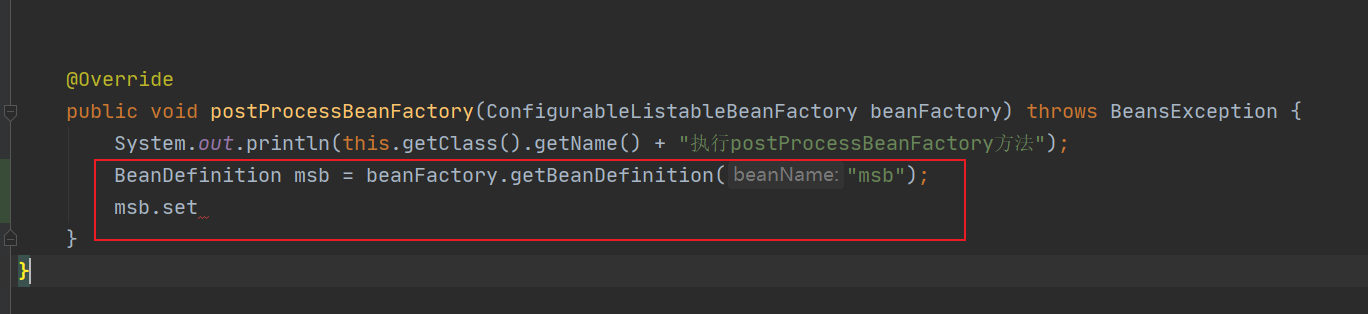 @Override
public void postProcessBeanFactory(ConfigurableListableBeanFactory beanFactory) throws BeansException {
System.out.println(this.getClass().getName() + "执行postProcessBeanFactory方法");
BeanDefinition msb = beanFactory.getBeanDefinition( beanName: "msb");
msb.set
}
}